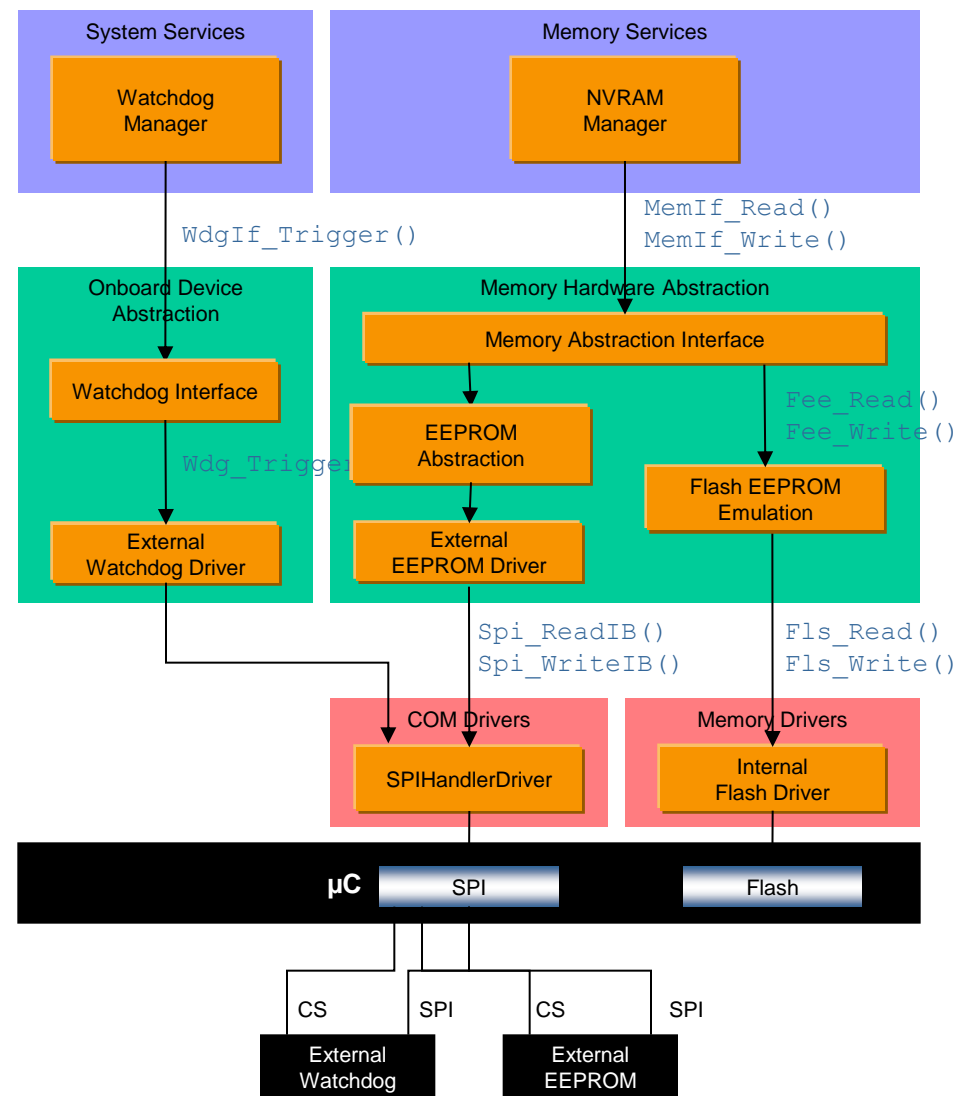 System Services
Memory Services
Watchdog
Manager
NVRAM
Manager
WdgIf_Trigger()
MemIf_Read()
MemIf_Write()
Onboard Device
Abstraction
Memory Hardware Abstraction
Memory Abstraction Interface
Watchdog Interface
Fee_Read()
Fee_Write()
EEPROM
Abstraction
Wdg_Trigger
Flash EEPROM
Emulation
External
Watchdog Driver
External
EEPROM Driver
Spi_ReadIB()
Spi_WriteIB()
Fls_Read()
Fls_Write()
COM Drivers
Memory Drivers
SPIHandlerDriver
Internal
Flash Driver
µC
SPI
Flash
CS
SPI
CS
SPI
External
Watchdog
External
EEPROM